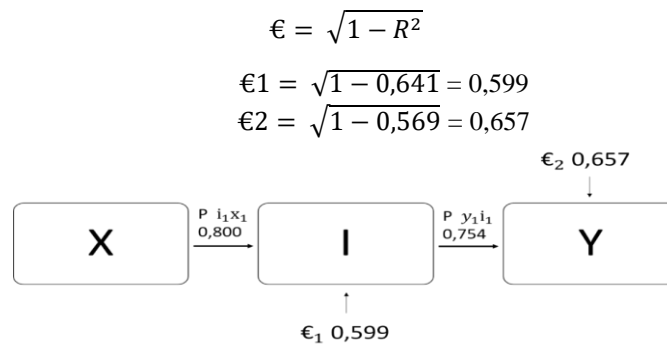 € = √1 − R²
€1 = √1 − 0,641 = 0,599
€2 = √1 − 0,569 = 0,657
€₂ 0,657
P i₁x₁
0,800
P y₁i₁
0,754
X
I
Y
€₁ 0,599